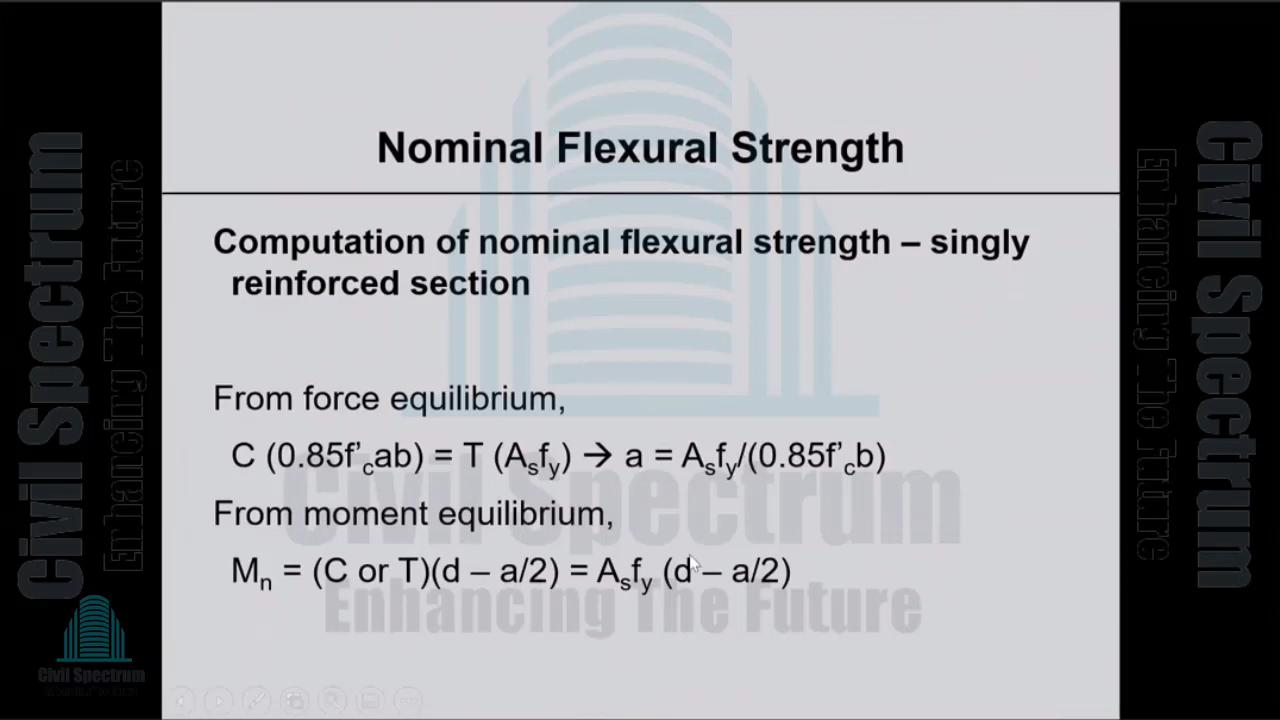 Nominal Flexural Strength
Computation of nominal flexural strength – singly
reinforced section
From force equilibrium,
C (0.85f’cab) = T (Asfy) → a = Asfy/(0.85f’cb)
From moment equilibrium,
Mn = (C or T)(d – a/2) = Asfy (d – a/2)
Civil Spectrum
Enhancing The Future
Civil Spectrum
Enhancing The Future
Civil Spectrum
Enhancing The Future
Civil Spectrum